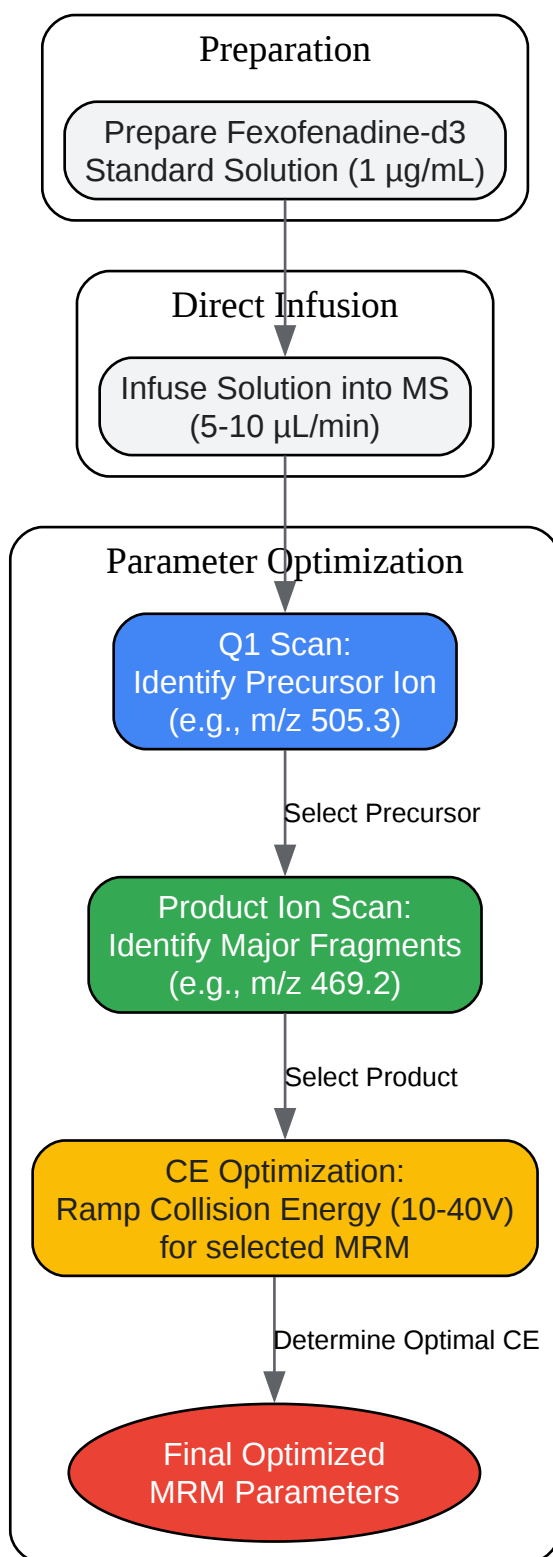 Preparation
Prepare Fexofenadine-d3
Standard Solution (1 µg/mL)
Direct Infusion
Infuse Solution into MS
(5-10 µL/min)
Parameter Optimization
Q1 Scan:
Identify Precursor Ion
(e.g., m/z 505.3)
Select Precursor
Product Ion Scan:
Identify Major Fragments
(e.g., m/z 469.2)
Select Product
CE Optimization:
Ramp Collision Energy (10-40V)
for selected MRM
Determine Optimal CE
Final Optimized
MRM Parameters